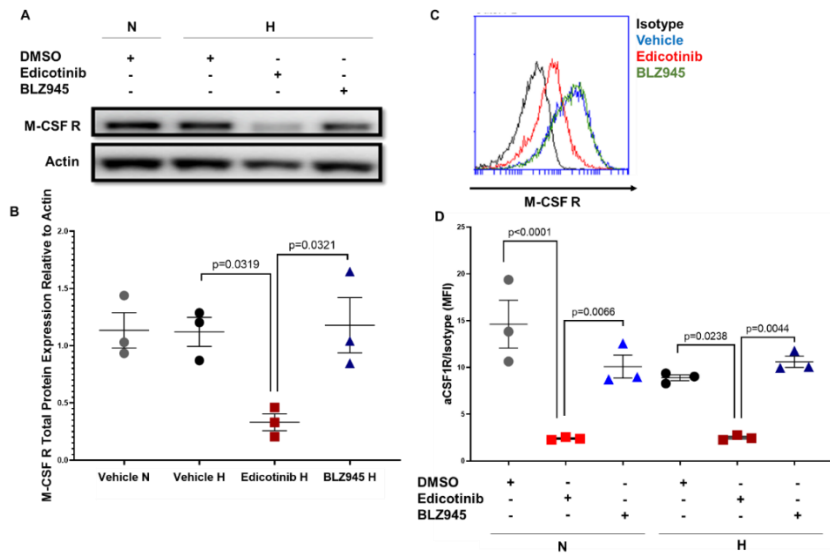 A
N H
DMSO + + - -
Edicotinib - - + -
BLZ945 - - - +
M-CSF R
Actin
B
M-CSF R Total Protein Expression Relative to Actin
2.0
1.5
1.0
0.5
0.0
p=0.0319
p=0.0321
Vehicle N Vehicle H Edicotinib H BLZ945 H
C
Isotype
Vehicle
Edicotinib
BLZ945
M-CSF R
D
aCSF1R/Isotype (MFI)
25
20
15
10
5
0
p<0.0001
p=0.0066
p=0.0238
p=0.0044
DMSO + - - + - -
Edicotinib - + - - + -
BLZ945 - - + - - +
N H